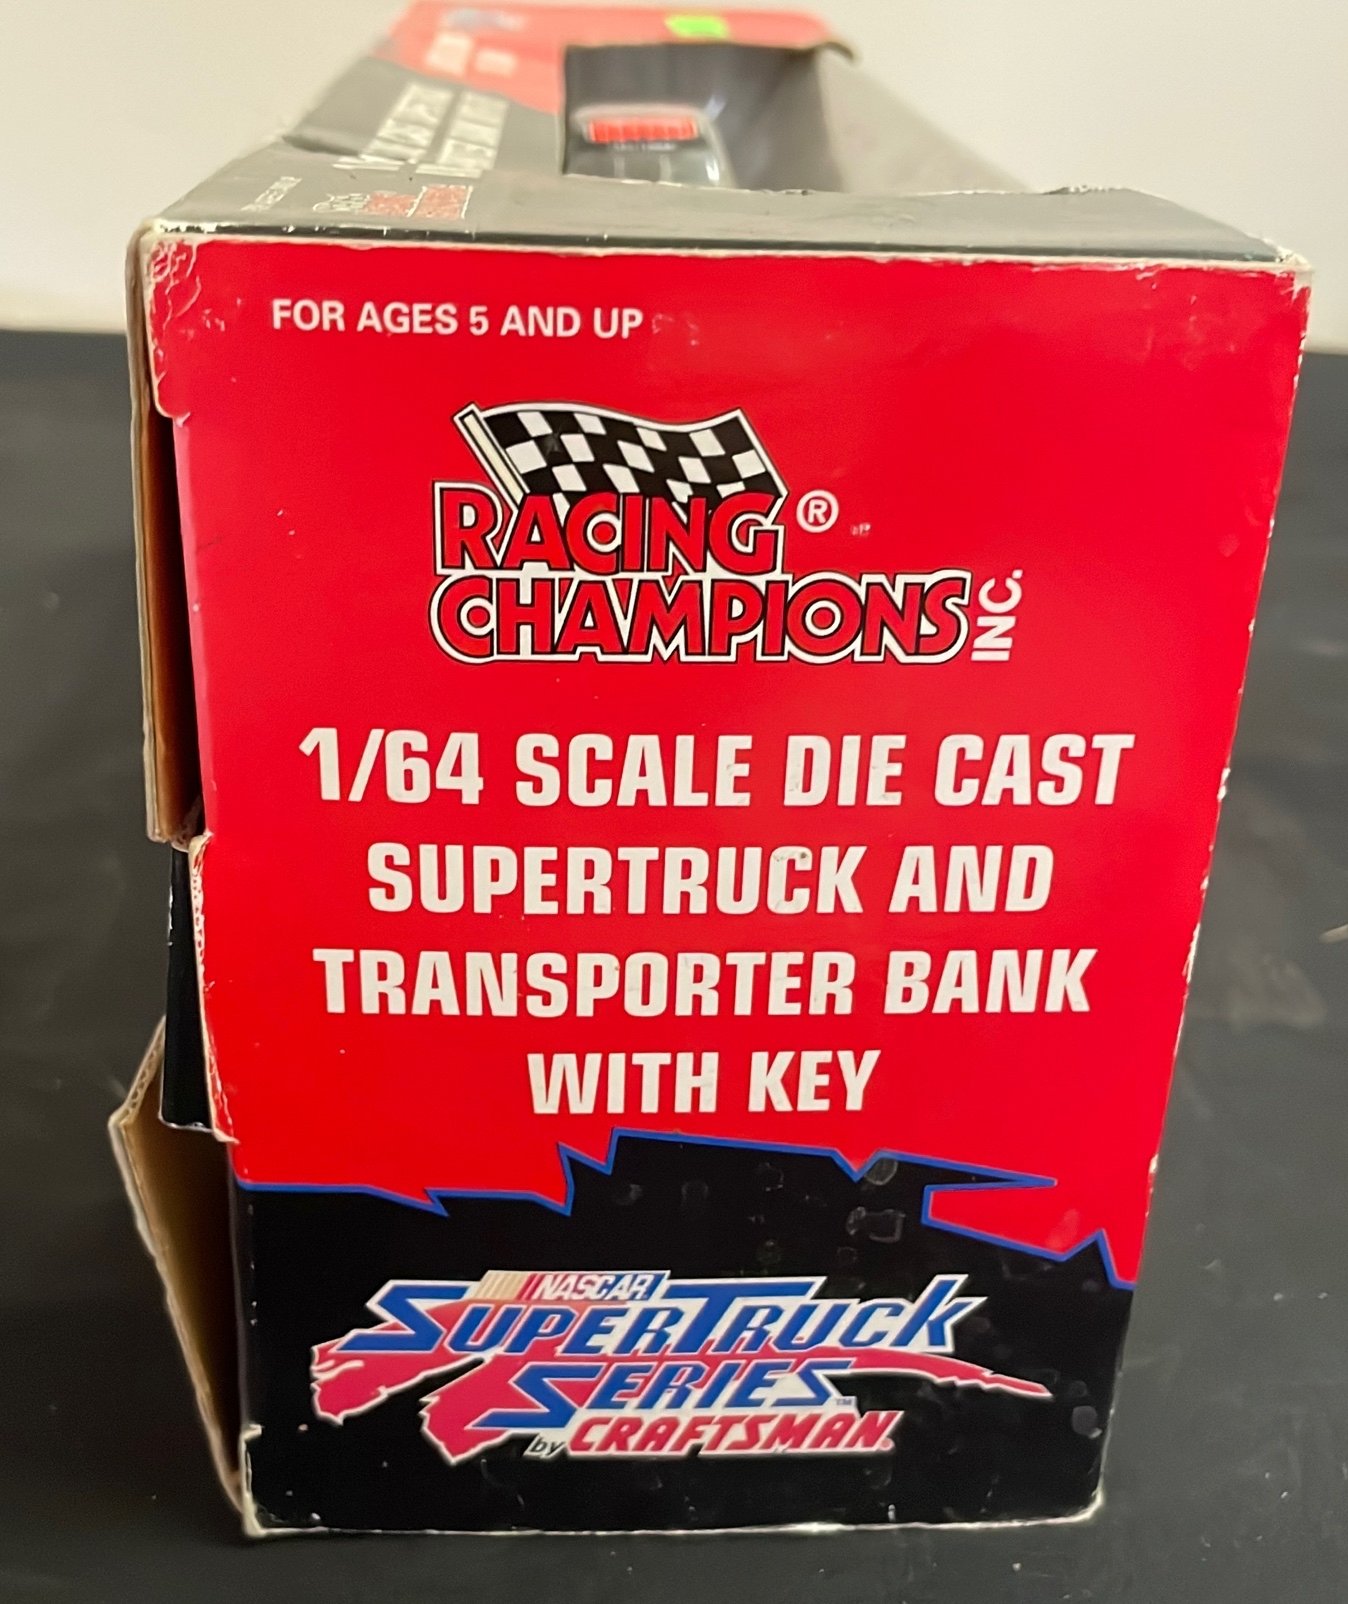 FOR AGES 5 AND UP
RACING ®
CHAMPIONS INC.
1/64 SCALE DIE CAST
SUPERTRUCK AND
TRANSPORTER BANK
WITH KEY
NASCAR
SUPERTRUCK
SERIES™
by CRAFTSMAN.